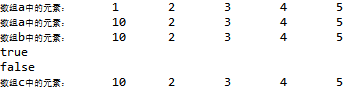 数组a中的元素： 1 2 3 4 5
数组a中的元素： 10 2 3 4 5
数组b中的元素： 10 2 3 4 5
true
false
数组c中的元素： 10 2 3 4 5